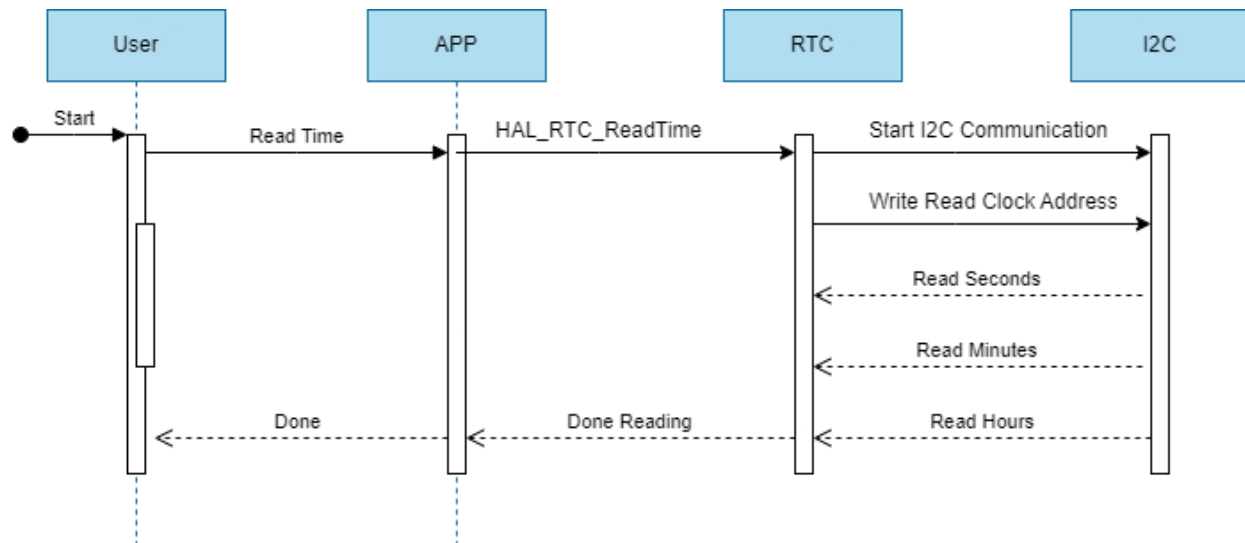 User
APP
RTC
I2C
Start
Read Time
HAL_RTC_ReadTime
Start I2C Communication
Write Read Clock Address
Read Seconds
Read Minutes
Done
Done Reading
Read Hours